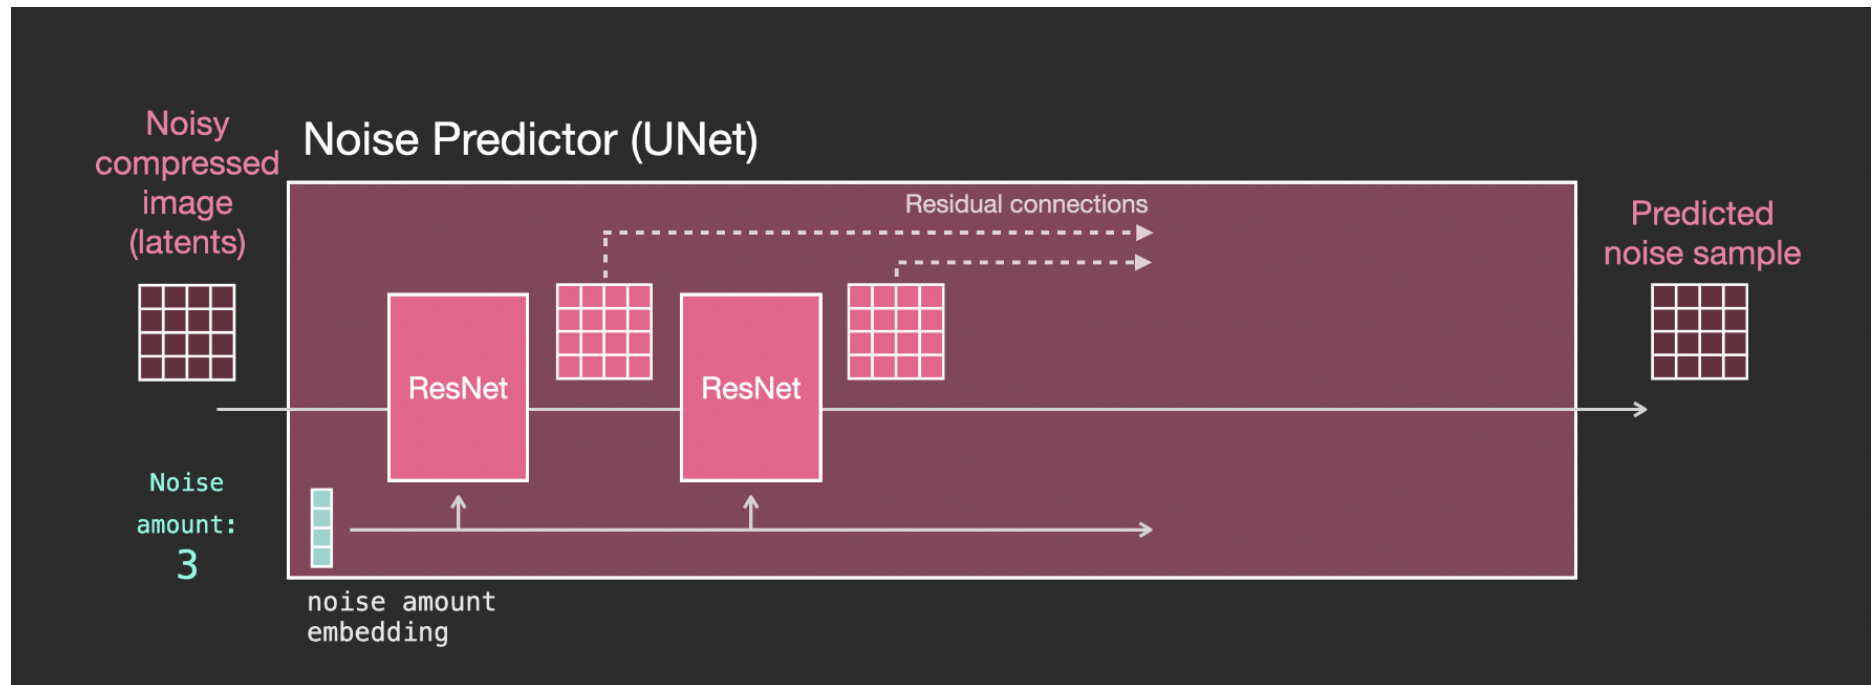 Noisy
compressed
image
(latents)
Noise Predictor (UNet)
Residual connections
Predicted
noise sample
ResNet
ResNet
Noise
amount:
3
noise amount
embedding